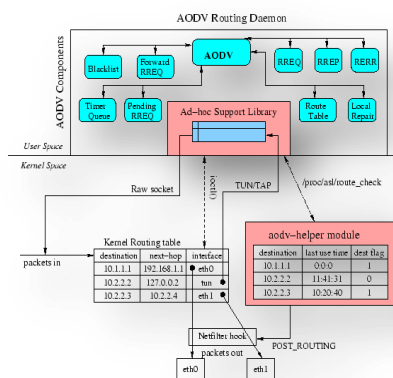 AODV Routing Daemon
AODV Components
AODV
Blacklist
Forward
RREQ
RREQ
RREP
RERR
Timer
Queue
Pending
RREQ
Ad-hoc Support Library
Route
Table
Local
Repair
User Space
Kernel Space
Raw socket
ioctl()
TUN/TAP
/proc/asl/route_check
packets in
Kernel Routing table
destination next-hop interface
10.1.1.1 192.168.1.1 eth0
10.2.2.2 127.0.0.2 tun
10.2.2.3 10.2.2.4 eth1
aodv-helper module
destination last use time dest flag
10.1.1.1 0:0:0 1
10.2.2.2 11:41:31 0
10.2.2.3 10:20:40 1
Netfilter hook
POST_ROUTING
packets out
eth0
eth1